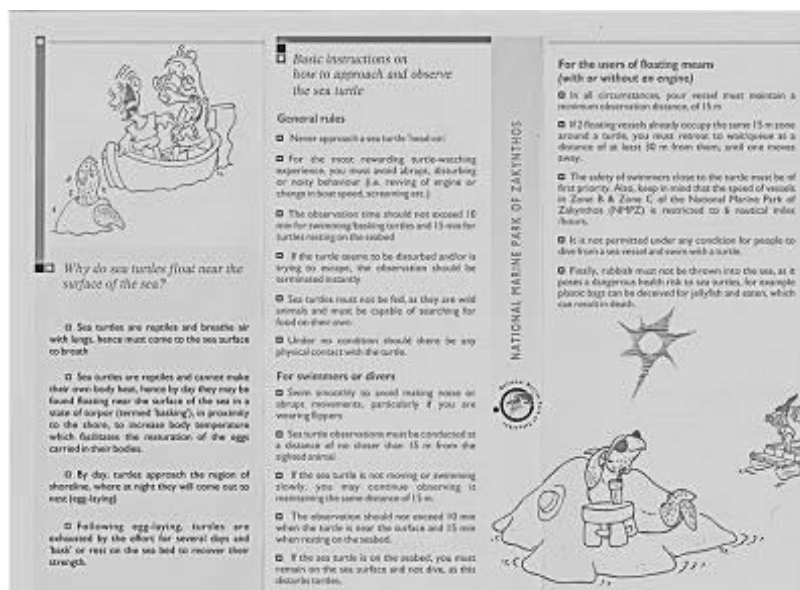 Why do sea turtles float near the
surface of the sea?
Sea turtles are reptiles and breathe air
with lungs, hence must come to the sea surface
to breath
Sea turtles are reptiles and cannot make
their own body heat, hence by day they may be
found floating near the surface of the sea in a
state of torpor (termed 'basking'), in proximity
to the shore, to increase body temperature
which facilitates the maturation of the eggs
carried in their bodies.
By day, turtles approach the region of
shoreline, where at night they will come out to
nest (egg-laying)
Following egg-laying, turtles are
exhausted by the effort for several days and
'bask' or rest on the sea bed to recover their
strength.
Basic instructions on
how to approach and observe
the sea turtle
General rules
Never approach a sea turtle 'head on'
For the most rewarding turtle-watching
experience, you must avoid abrupt, disturbing
or noisy behaviour (i.e. revving of engine or
change in boat speed, screaming etc.)
The observation time should not exceed 10
min for swimming/basking turtles and 15 min for
turtles resting on the seabed
If the turtle seems to be disturbed and/or is
trying to escape, the observation should be
terminated instantly
Sea turtles must not be fed, as they are wild
animals and must be capable of searching for
food on their own.
Under no condition should there be any
physical contact with the turtle.
For swimmers or divers
Swim smoothly to avoid making noise or
abrupt movements, particularly if you are
wearing flippers
Sea turtle observations must be conducted at
a distance of no closer than 15 m from the
sighted animal
If the sea turtle is not moving or swimming
slowly, you may continue observing it
maintaining the same distance of 15 m.
The observation should not exceed 10 min
when the turtle is near the surface and 15 min
when resting on the seabed.
If the sea turtle is on the seabed, you must
remain on the sea surface and not dive, as this
disturbs turtles.
NATIONAL MARINE PARK OF ZAKYNTHOS
For the users of floating means
(with or without an engine)
In all circumstances, your vessel must maintain a
minimum observation distance, of 15 m
If 2 floating vessels already occupy the same 15 m zone
around a turtle, you must retreat to wait/queue at a
distance of at least 30 m from them, until one moves
away.
The safety of swimmers close to the turtle must be of
first priority. Also, keep in mind that the speed of vessels
in Zone B & Zone C of the National Marine Park of
Zakynthos (NMPZ) is restricted to 6 nautical miles
/hours.
It is not permitted under any condition for people to
dive from a sea vessel and swim with a turtle.
Finally, rubbish must not be thrown into the sea, as it
poses a dangerous health risk to sea turtles, for example
plastic bags can be deceived for jellyfish and eaten, which
can result in death.